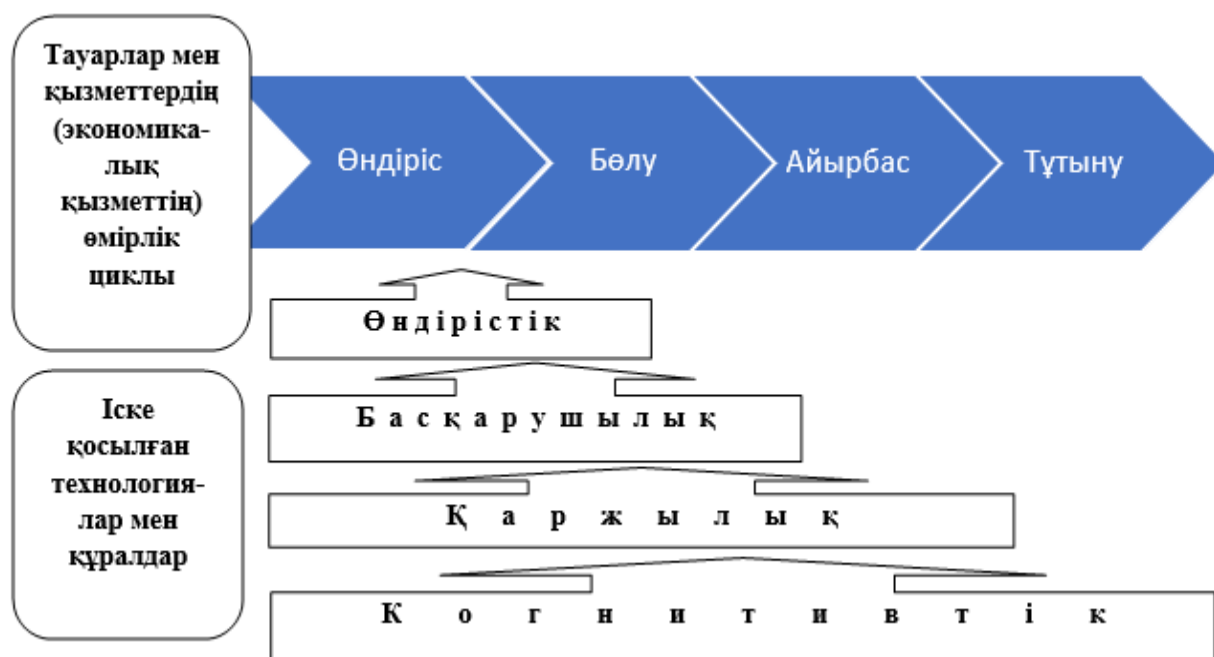 Тауарлар мен
қызметтердің
(экономика-
лық
қызметтің)
өмірлік
циклы
Өндіріс
Бөлу
Айырбас
Тұтыну
Өндірістік
Іске
қосылған
технология-
лар мен
құралдар
Басқарушылық
Қаржылық
Когнитивтік